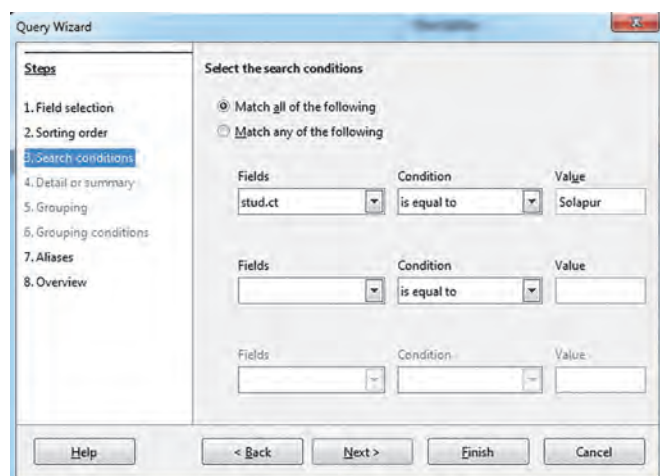 Query Wizard
Steps
1. Field selection
2. Sorting order
3. Search conditions
4. Detail or summary
5. Grouping
6. Grouping conditions
7. Aliases
8. Overview
Select the search conditions
Match all of the following
Match any of the following
Fields Condition Value
stud.ct is equal to Solapur
Fields Condition Value
is equal to
Fields Condition Value
Help < Back Next > Finish Cancel